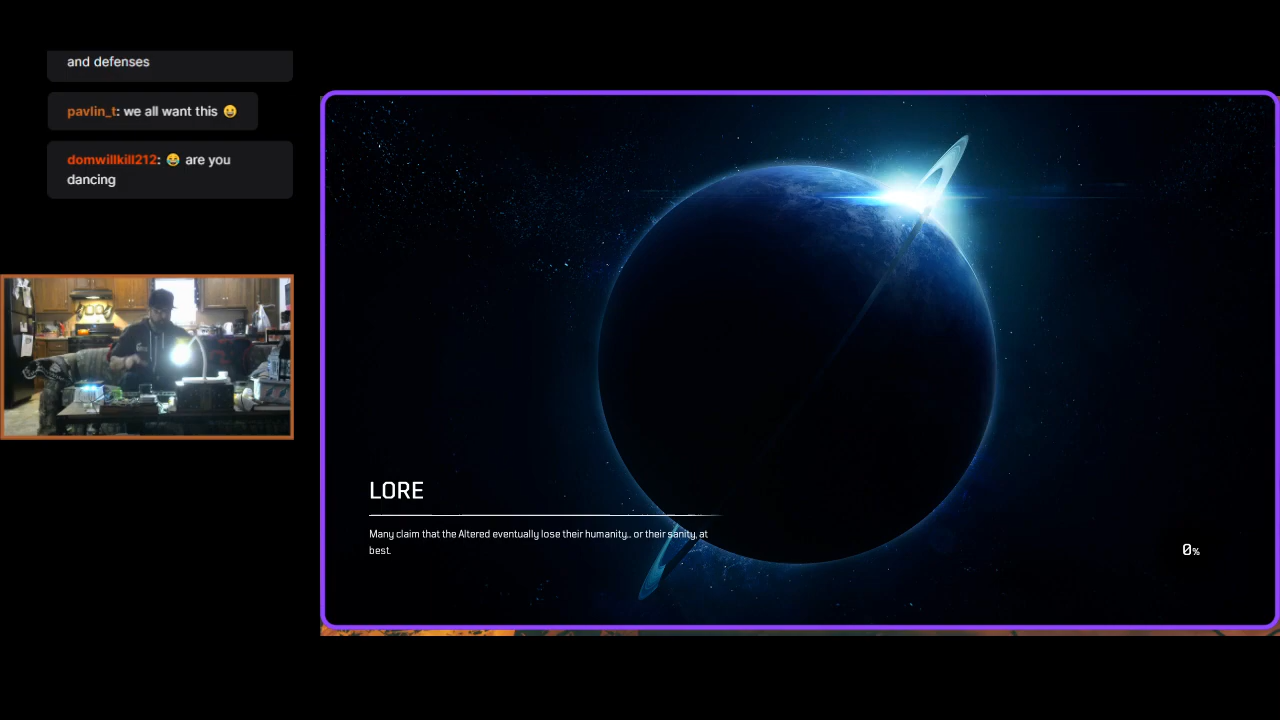 and defenses
pavlin_t: we all want this 😛
domwillkill212: 😂 are you
dancing
LORE
Many claim that the Altered eventually lose their humanity... or their sanity, at
best.
0%